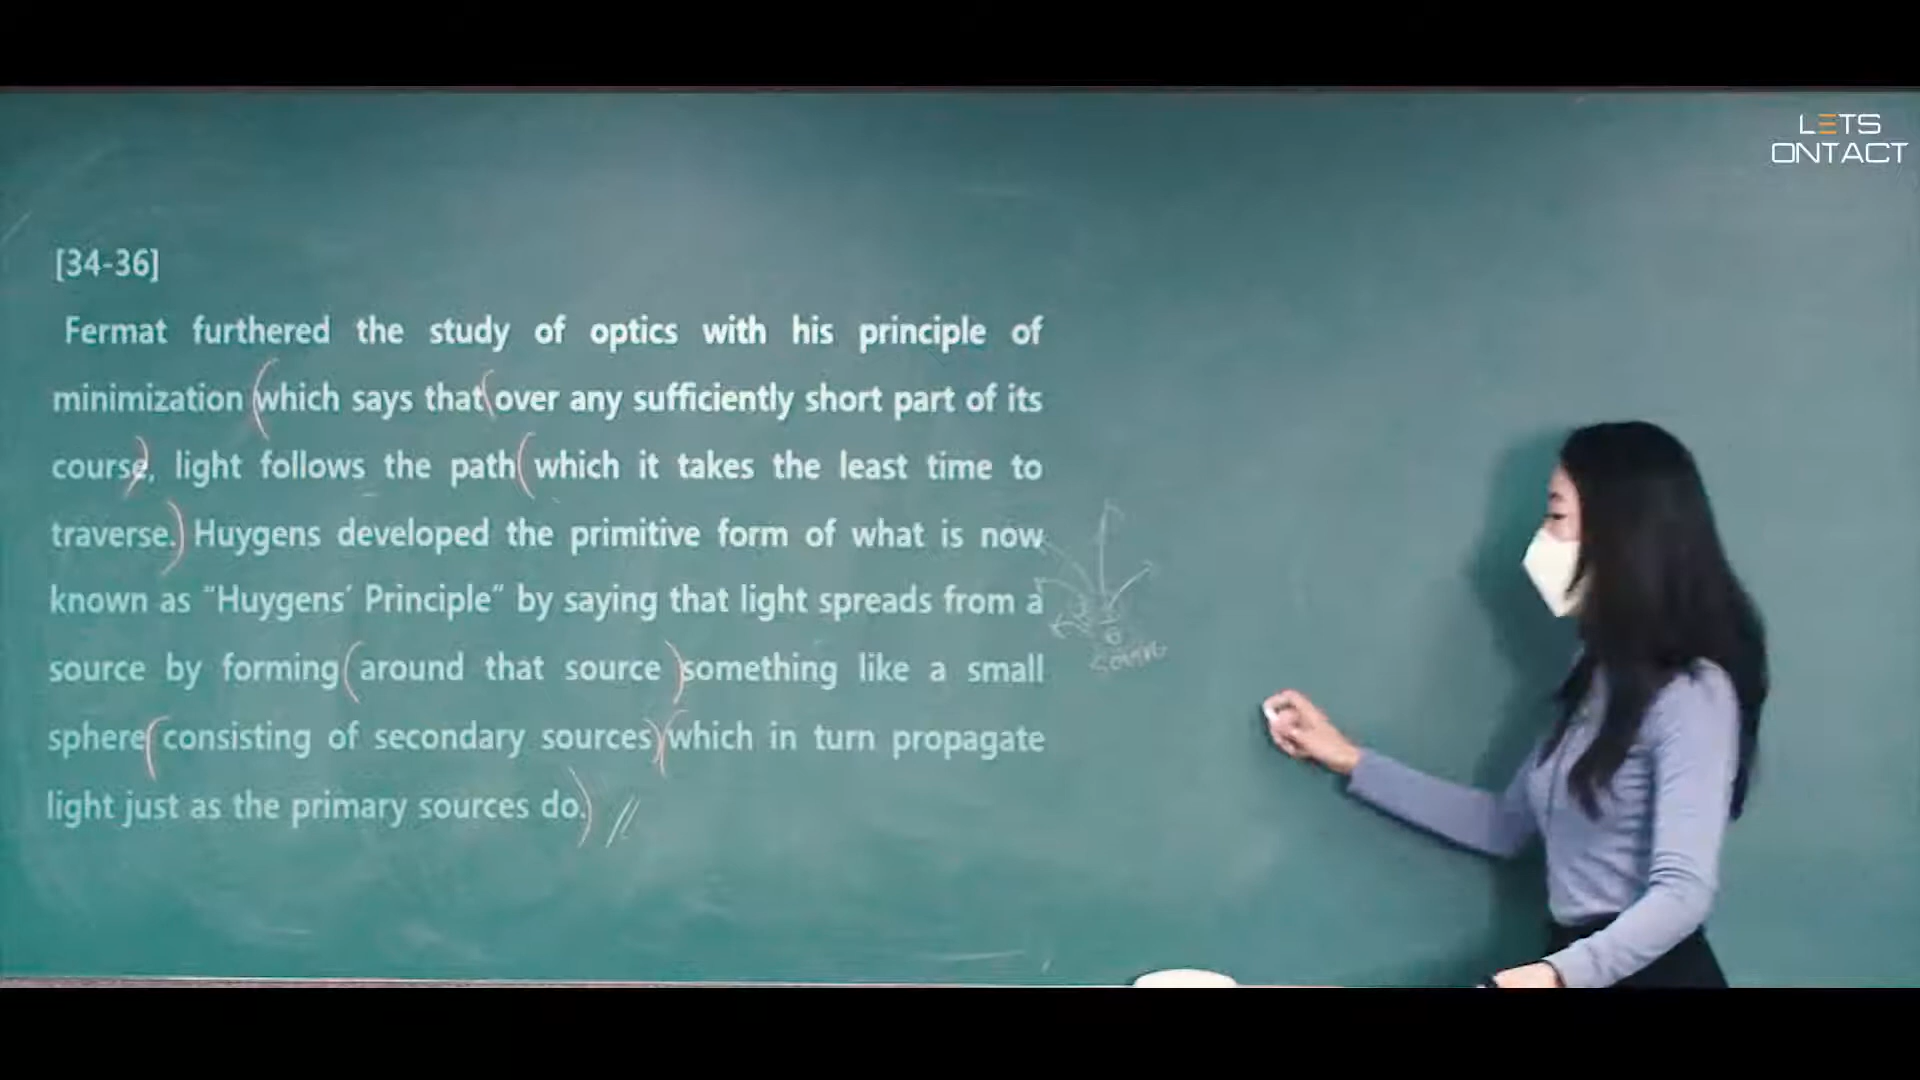 LETS
ONTACT
[34-36]
Fermat furthered the study of optics with his principle of
minimization (which says that (over any sufficiently short part of its
course), light follows the path (which it takes the least time to
traverse.) Huygens developed the primitive form of what is now
known as “Huygens’ Principle” by saying that light spreads from a
source by forming (around that source) something like a small
sphere (consisting of secondary sources) (which in turn propagate
light just as the primary sources do.) //